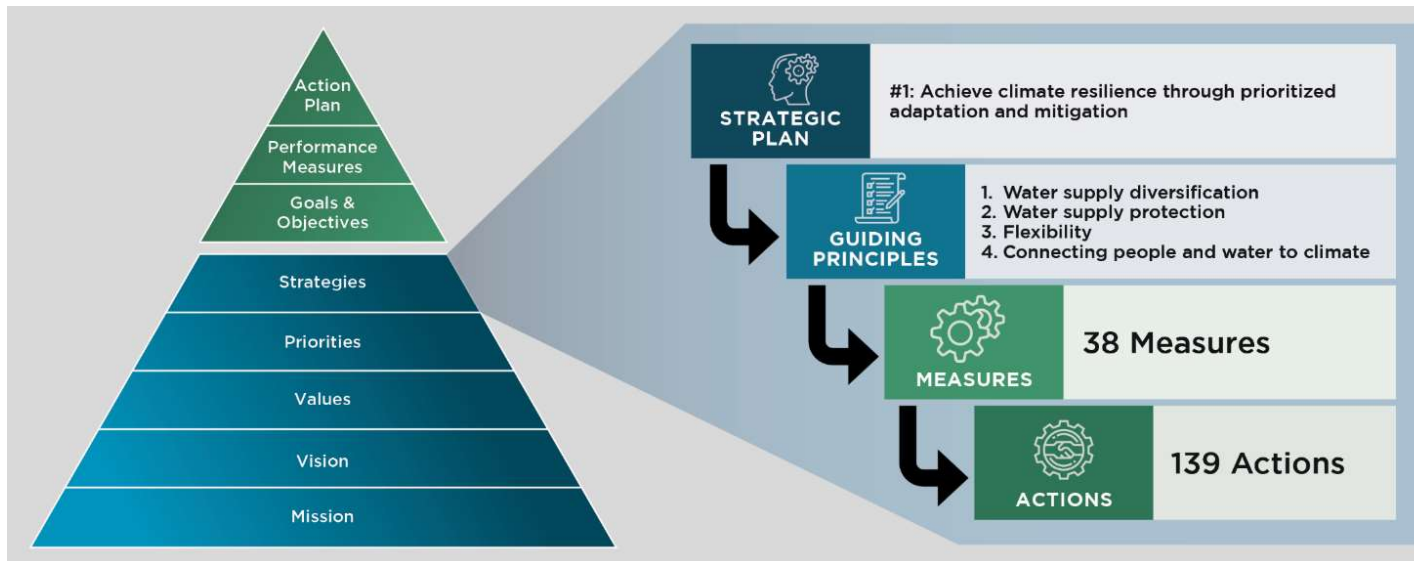 Action
Plan
Performance
Measures
Goals &
Objectives
Strategies
Priorities
Values
Vision
Mission
STRATEGIC
PLAN
#1: Achieve climate resilience through prioritized
adaptation and mitigation
GUIDING
PRINCIPLES
1. Water supply diversification
2. Water supply protection
3. Flexibility
4. Connecting people and water to climate
MEASURES
38 Measures
ACTIONS
139 Actions